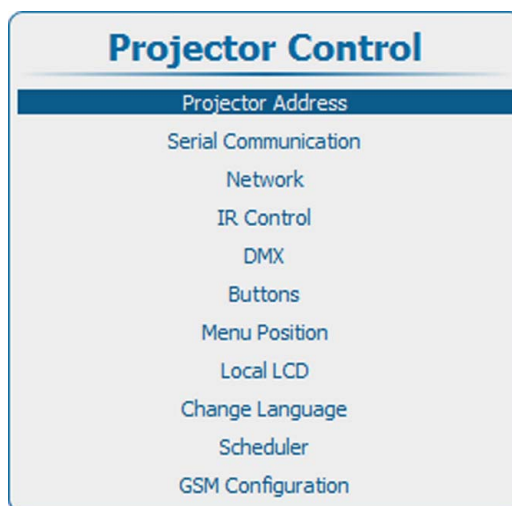 Projector Control
Projector Address
Serial Communication
Network
IR Control
DMX
Buttons
Menu Position
Local LCD
Change Language
Scheduler
GSM Configuration